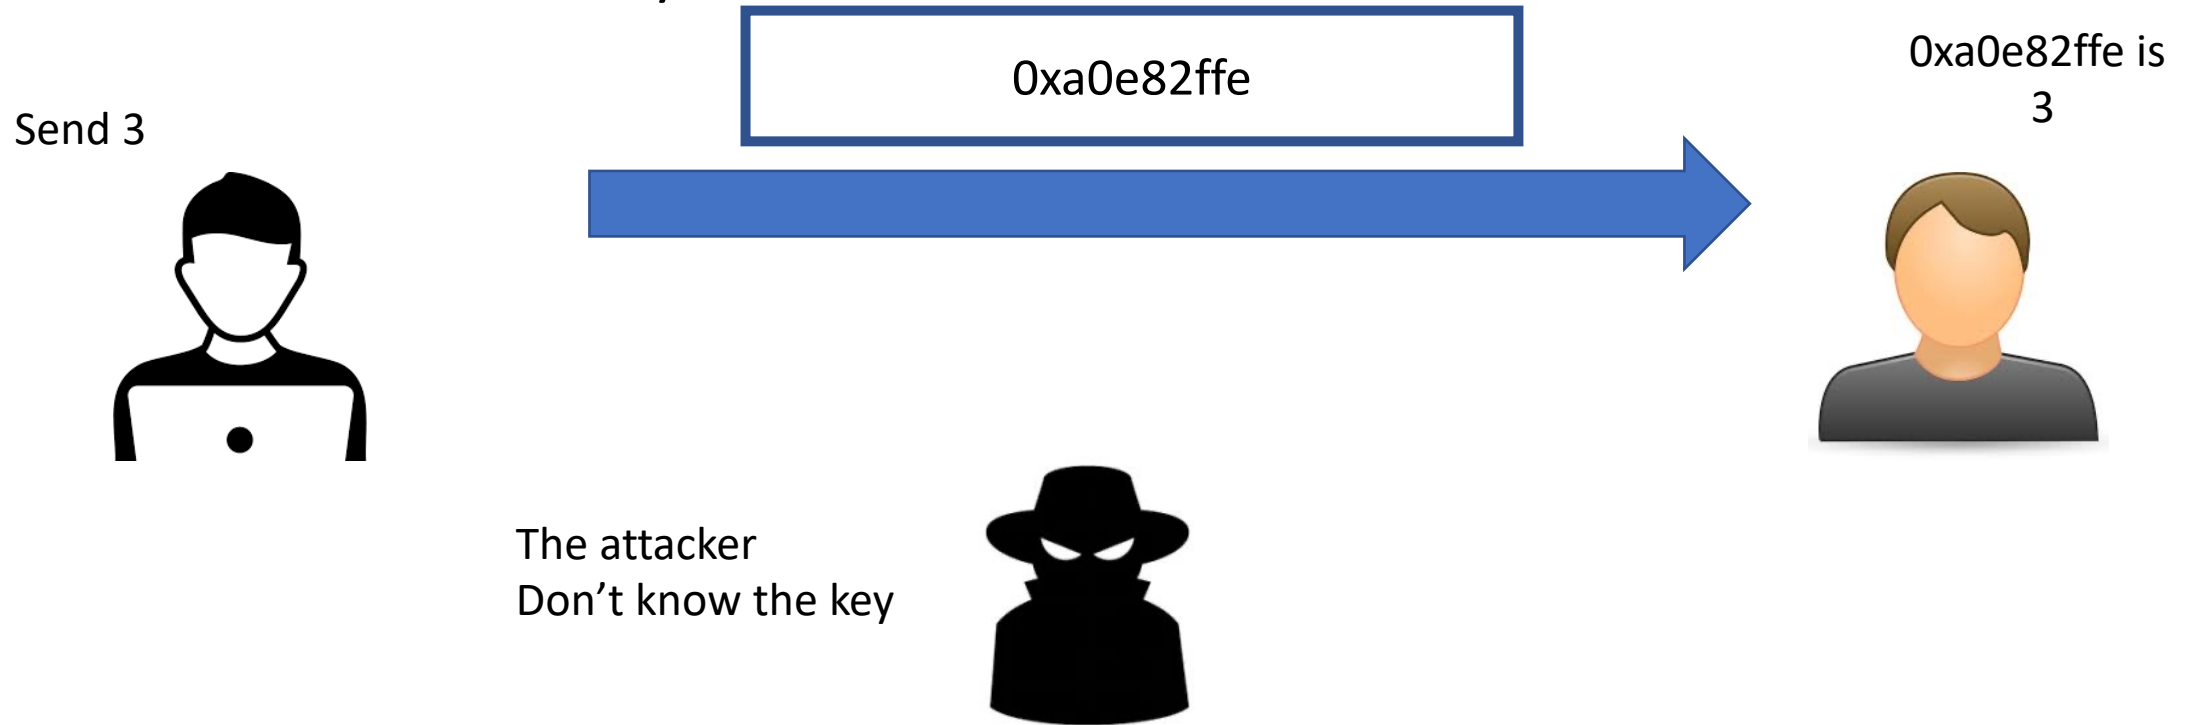 0xa0e82ffe
0xa0e82ffe is
3
Send 3
The attacker
Don’t know the key